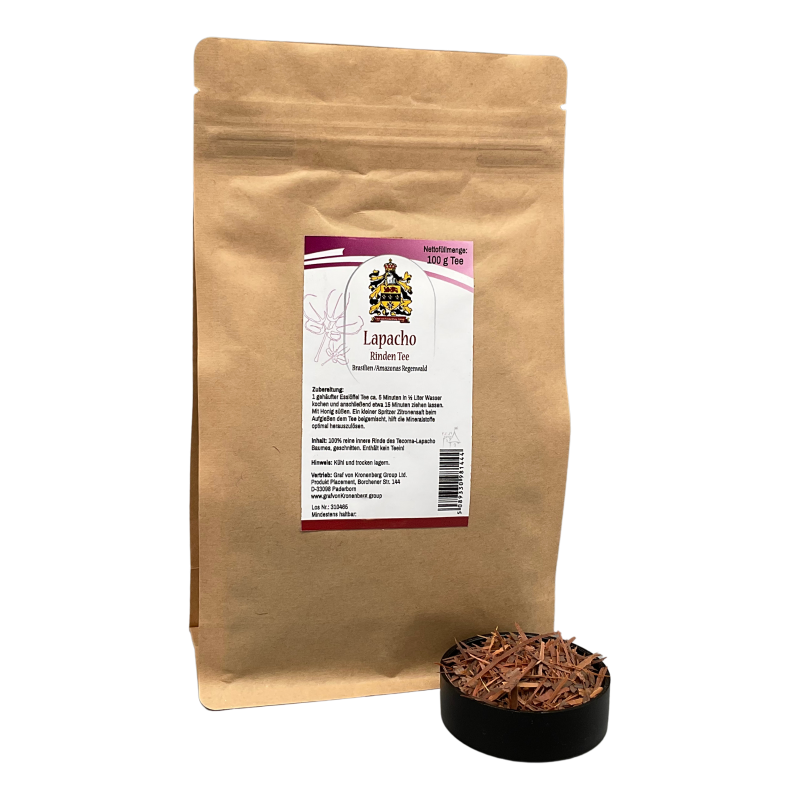 Nettofüllmenge:
100 g Tee
Lapacho
Rinden Tee
Brasilien /Amazonas Regenwald
Zubereitung:
1 gehäufter Esslöffel Tee ca. 5 Minuten in ½ Liter Wasser
kochen und anschließend etwa 15 Minuten ziehen lassen.
Mit Honig süßen. Ein kleiner Spritzer Zitronensaft beim
Aufgießen dem Tee beigemischt, hilft die Mineralstoffe
optimal herauszulösen.
Inhalt: 100% reine innere Rinde des Tecoma-Lapacho
Baumes, geschnitten. Enthält kein Teein!
Hinweis: Kühl und trocken lagern.
Vertrieb: Graf von Kronenberg Group Ltd.
Produkt Placement, Borchener Str. 144
D-33098 Paderborn
www.grafvonKronenberg.group
Los Nr.: 310465
Mindestens haltbar:
5 089330 981444